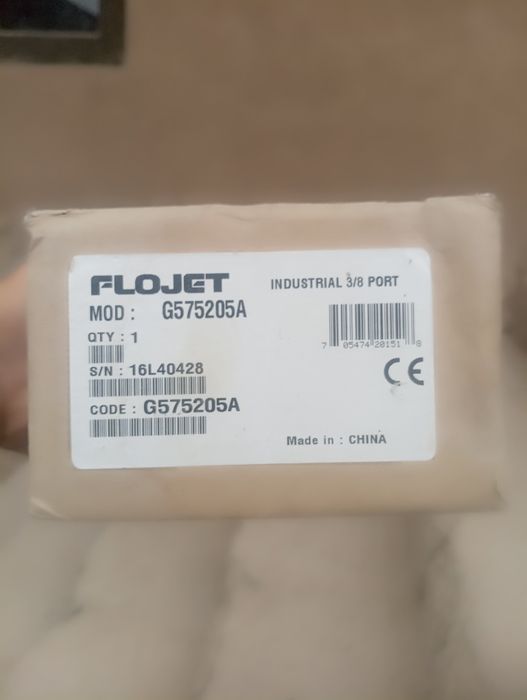 FLOJET
INDUSTRIAL 3/8 PORT
MOD : G575205A
QTY : 1
S/N : 16L40428
CODE : G575205A
7 05474 20151 8
CE
Made in : CHINA